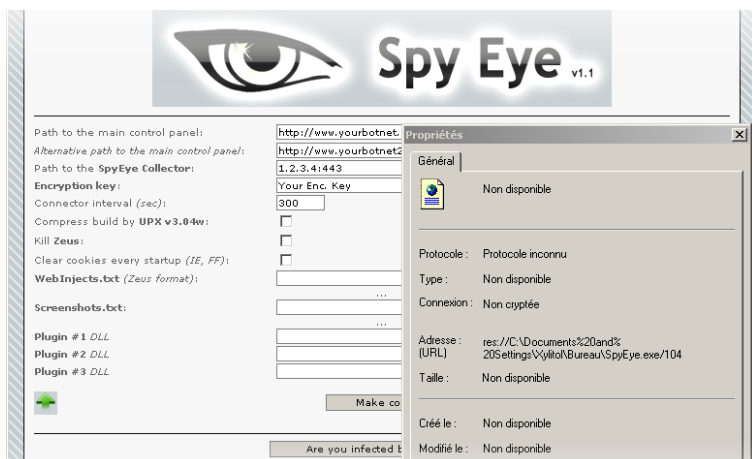 Spy Eye v1.1
Path to the main control panel: http://www.yourbotnet.
Alternative path to the main control panel: http://www.yourbotnet2
Path to the SpyEye Collector: 1.2.3.4:443
Encryption key: Your Enc. Key
Connector interval (sec): 300
Compress build by UPX v3.04w:
Kill Zeus:
Clear cookies every startup (IE, FF):
WebInjects.txt (Zeus format):
...
Screenshots.txt:
...
Plugin #1 DLL
Plugin #2 DLL
Plugin #3 DLL
Make co
Are you infected b
Propriétés
Général
Non disponible
Protocole : Protocole inconnu
Type : Non disponible
Connexion : Non cryptée
Adresse : res://C:\Documents%20and%
(URL) 20Settings\Xylitol\Bureau\SpyEye.exe/104
Taille : Non disponible
Créé le : Non disponible
Modifié le : Non disponible